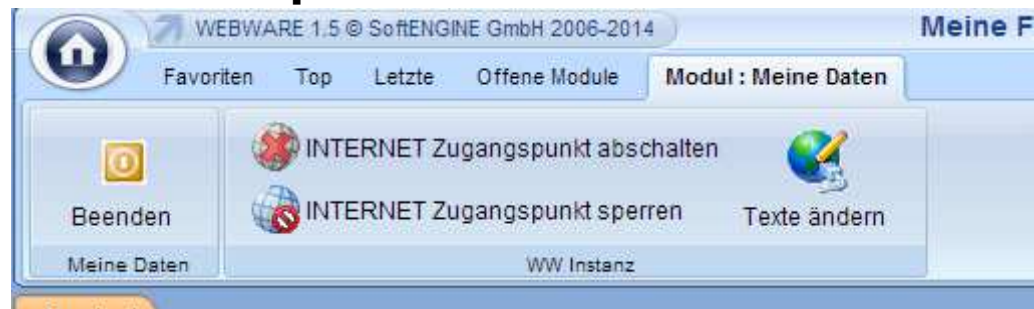 WEBWARE 1.5 © SoftENGINE GmbH 2006-2014 Meine F
Favoriten Top Letzte Offene Module Modul : Meine Daten
INTERNET Zugangspunkt abschalten
INTERNET Zugangspunkt sperren
Beenden Texte ändern
Meine Daten WW Instanz